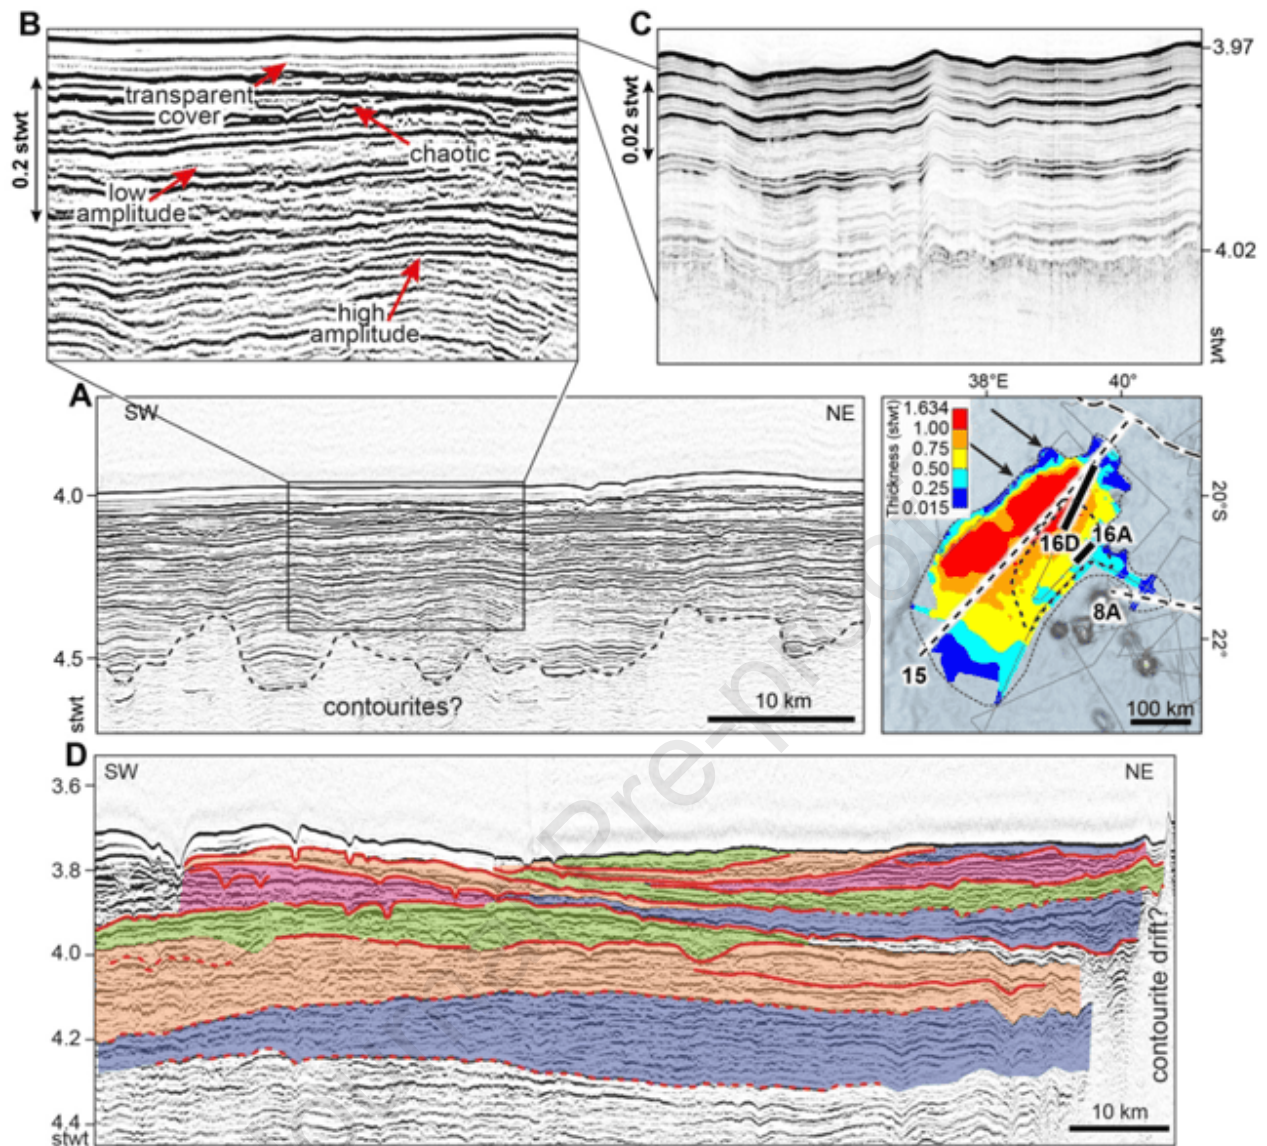 B
0.2 stwt
transparent
cover
chaotic
low
amplitude
high
amplitude
C
0.02 stwt
3.97
4.02
stwt
A
SW
NE
4.0
4.5
stwt
contourites?
10 km
38°E
40°
Thickness (stwt)
1.634
1.00
0.75
0.50
0.25
0.015
20°S
22°
16D
16A
8A
15
100 km
D
SW
NE
3.6
3.8
4.0
4.2
4.4
stwt
contourite drift?
10 km